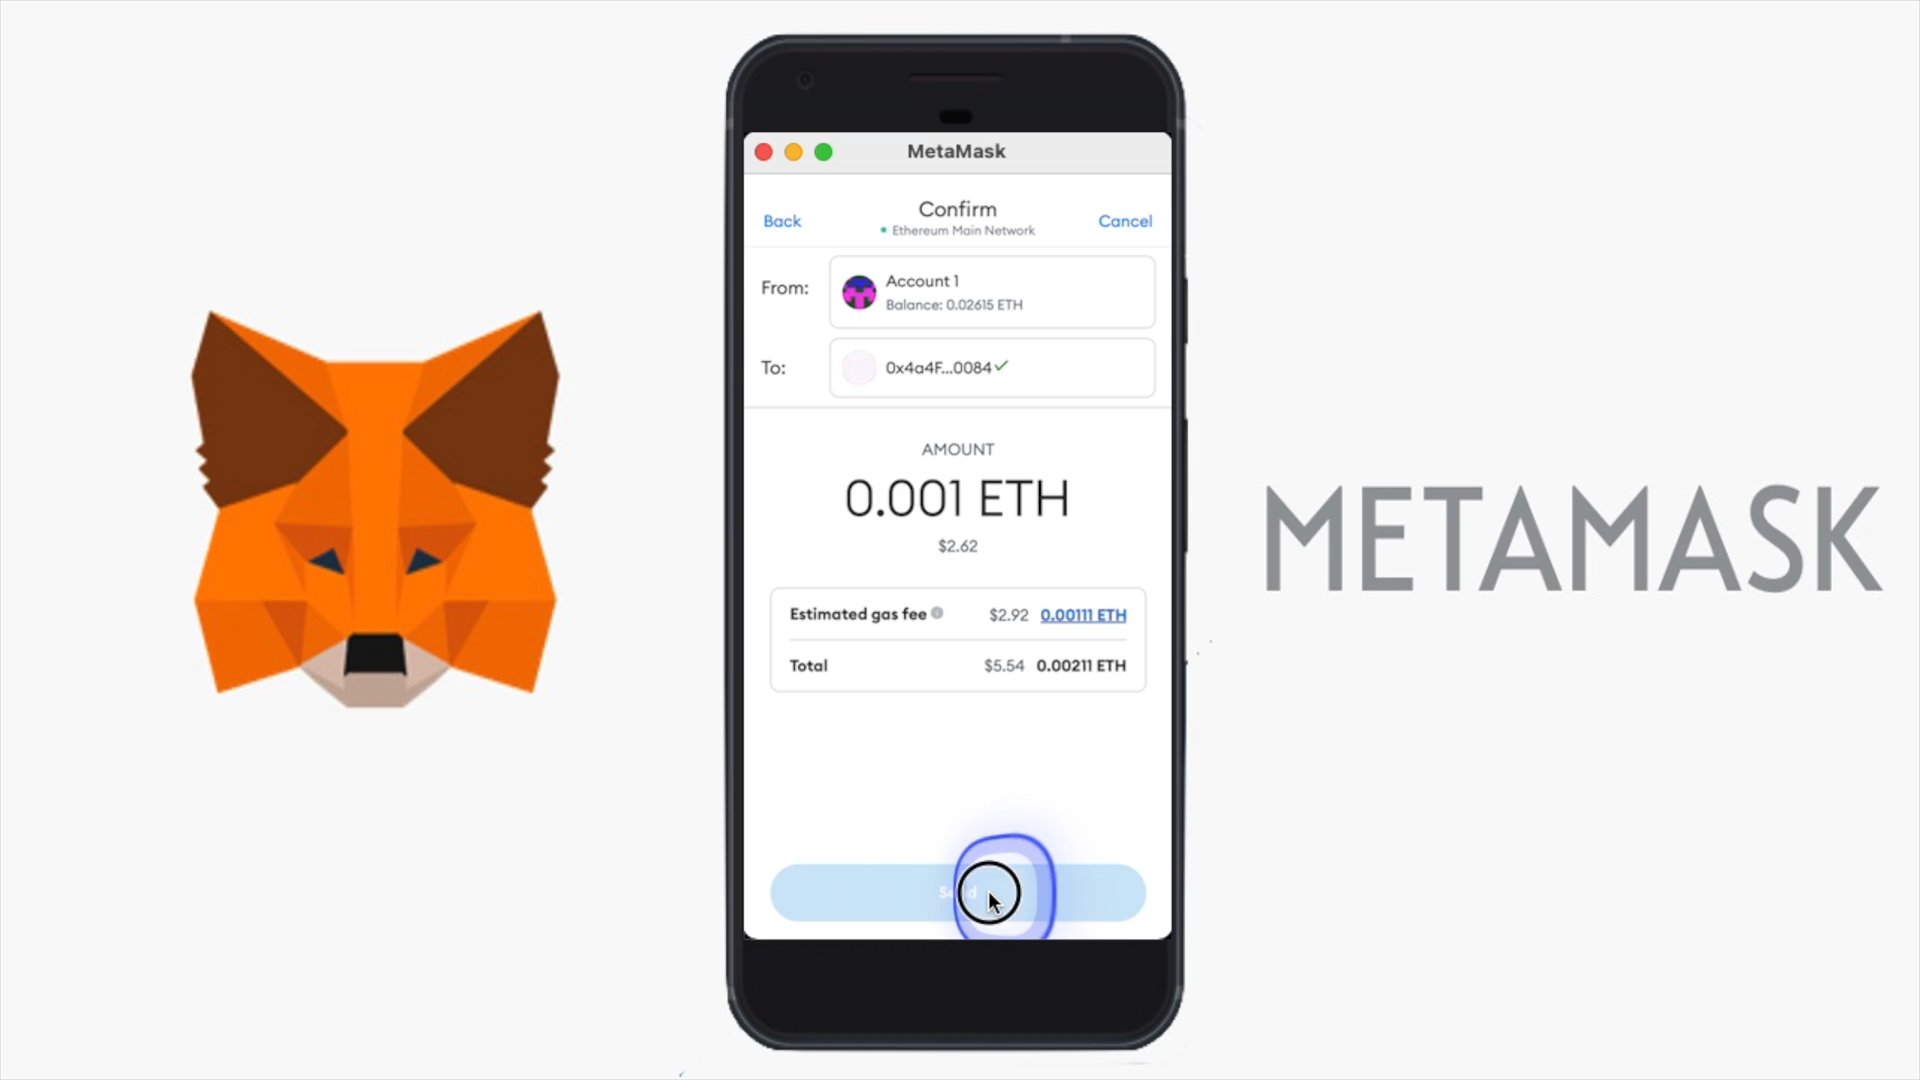 MetaMask
Back
Confirm
Cancel
Ethereum Main Network
From:
Account 1
Balance: 0.02615 ETH
To:
0x4a4F...0084
AMOUNT
0.001 ETH
$2.62
Estimated gas fee $2.92 0.00111 ETH
Total $5.54 0.00211 ETH
METAMASK